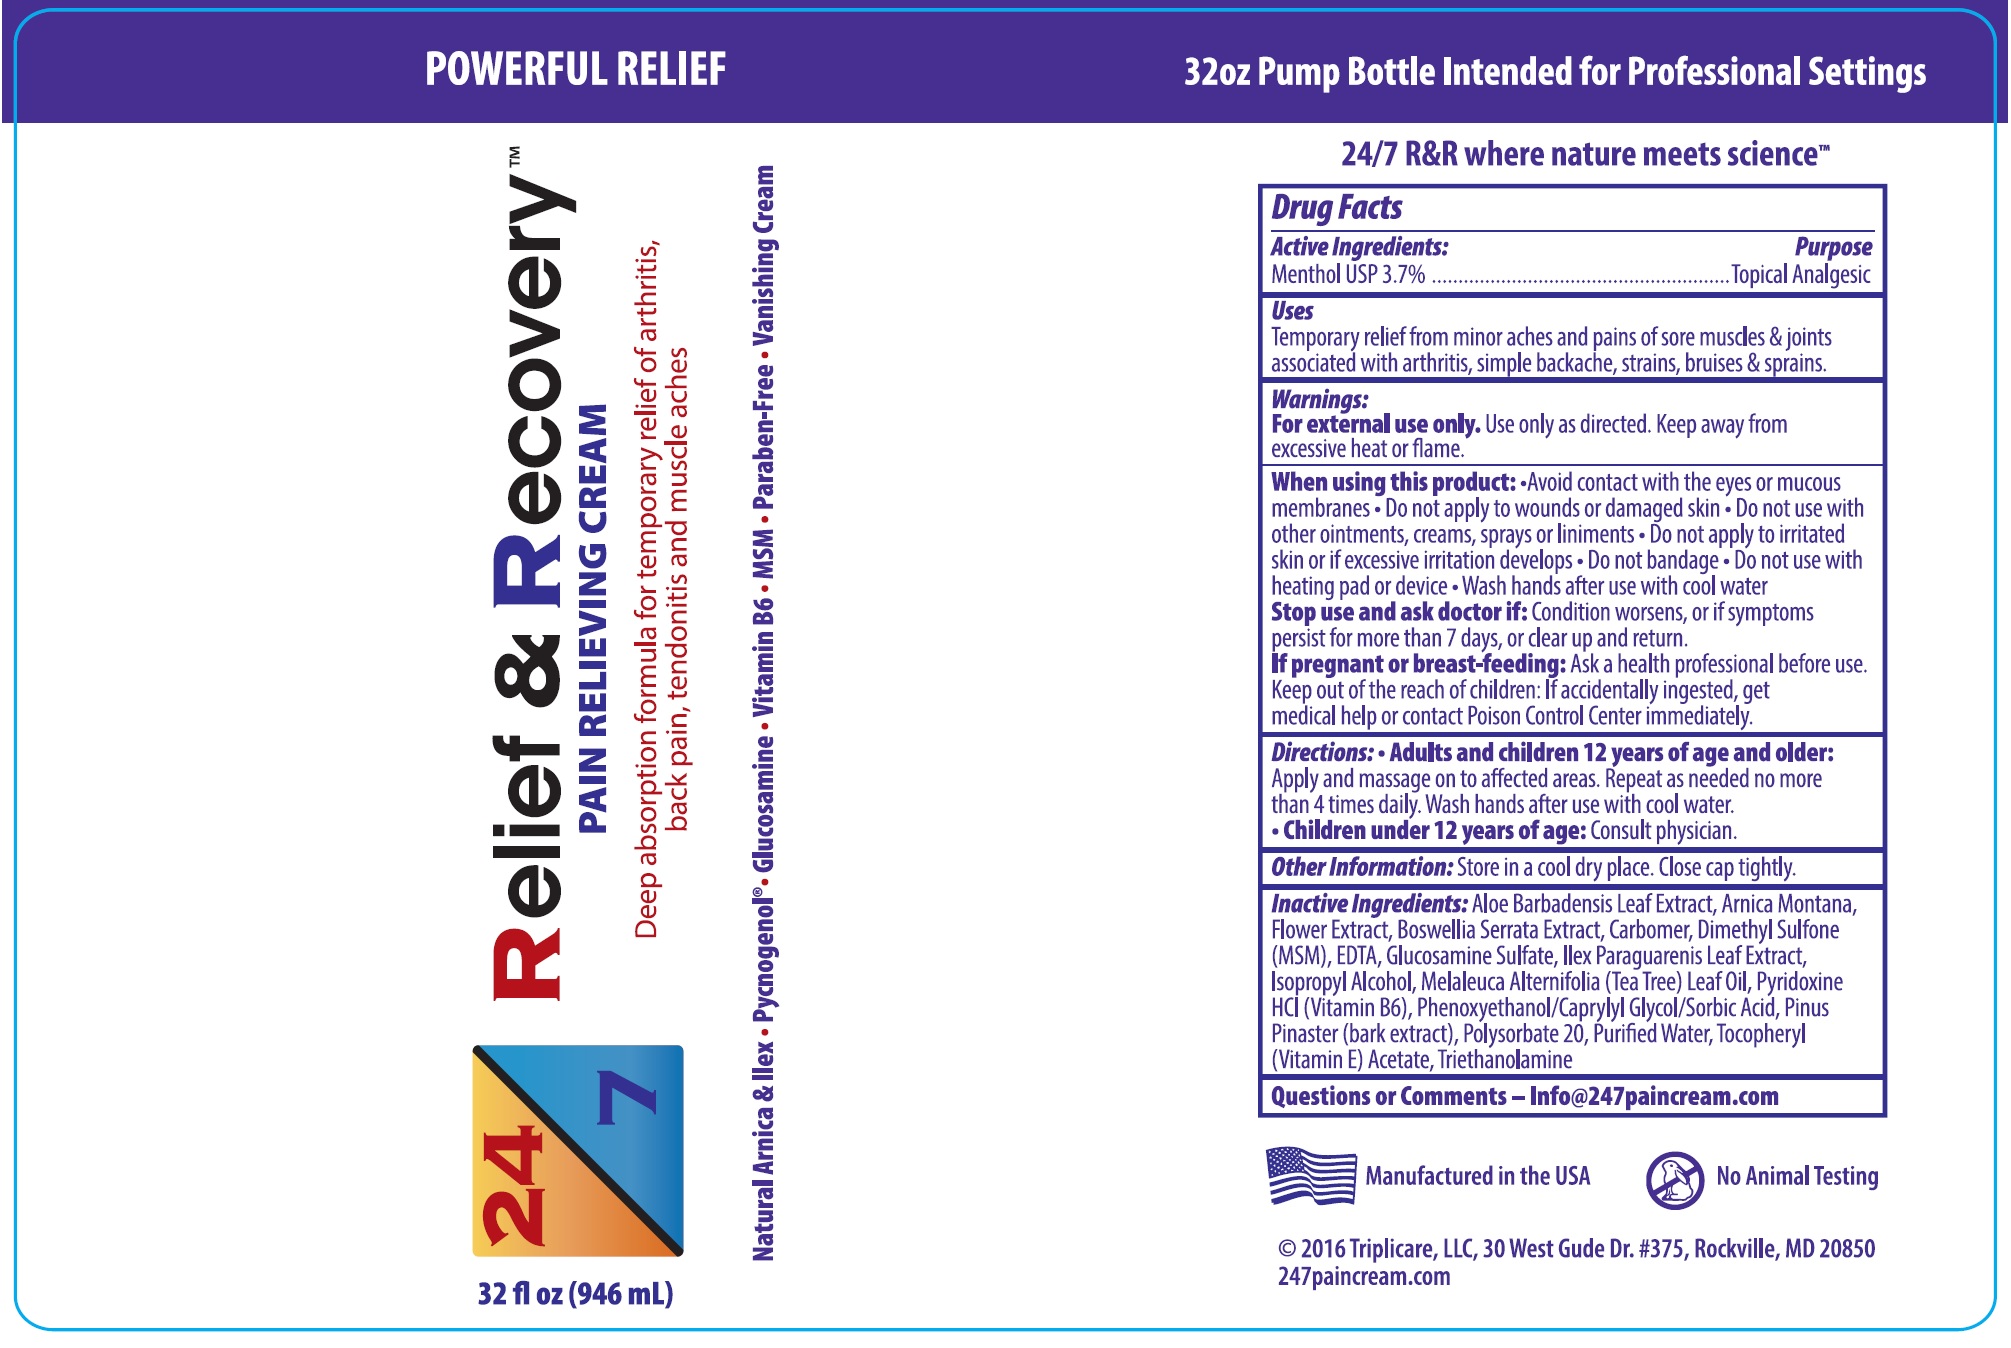 POWERFUL RELIEF
32oz Pump Bottle Intended for Professional Settings
24
7
Relief & Recovery™
PAIN RELIEVING CREAM
Deep absorption formula for temporary relief of arthritis,
back pain, tendonitis and muscle aches
Natural Arnica & Ilex • Pycnogenol® • Glucosamine • Vitamin B6 • MSM • Paraben-Free • Vanishing Cream
32 fl oz (946 mL)
24/7 R&R where nature meets science™
Drug Facts
Active Ingredients: Purpose
Menthol USP 3.7% ........................................................ Topical Analgesic
Uses
Temporary relief from minor aches and pains of sore muscles & joints
associated with arthritis, simple backache, strains, bruises & sprains.
Warnings:
For external use only. Use only as directed. Keep away from
excessive heat or flame.
When using this product: •Avoid contact with the eyes or mucous
membranes • Do not apply to wounds or damaged skin • Do not use with
other ointments, creams, sprays or liniments • Do not apply to irritated
skin or if excessive irritation develops • Do not bandage • Do not use with
heating pad or device • Wash hands after use with cool water
Stop use and ask doctor if: Condition worsens, or if symptoms
persist for more than 7 days, or clear up and return.
If pregnant or breast-feeding: Ask a health professional before use.
Keep out of the reach of children: If accidentally ingested, get
medical help or contact Poison Control Center immediately.
Directions: • Adults and children 12 years of age and older:
Apply and massage on to affected areas. Repeat as needed no more
than 4 times daily. Wash hands after use with cool water.
• Children under 12 years of age: Consult physician.
Other Information: Store in a cool dry place. Close cap tightly.
Inactive Ingredients: Aloe Barbadensis Leaf Extract, Arnica Montana,
Flower Extract, Boswellia Serrata Extract, Carbomer, Dimethyl Sulfone
(MSM), EDTA, Glucosamine Sulfate, Ilex Paraguarenis Leaf Extract,
Isopropyl Alcohol, Melaleuca Alternifolia (Tea Tree) Leaf Oil, Pyridoxine
HCl (Vitamin B6), Phenoxyethanol/Caprylyl Glycol/Sorbic Acid, Pinus
Pinaster (bark extract), Polysorbate 20, Purified Water, Tocopheryl
(Vitamin E) Acetate, Triethanolamine
Questions or Comments – Info@247paincream.com
Manufactured in the USA
No Animal Testing
© 2016 Triplicare, LLC, 30 West Gude Dr. #375, Rockville, MD 20850
247paincream.com